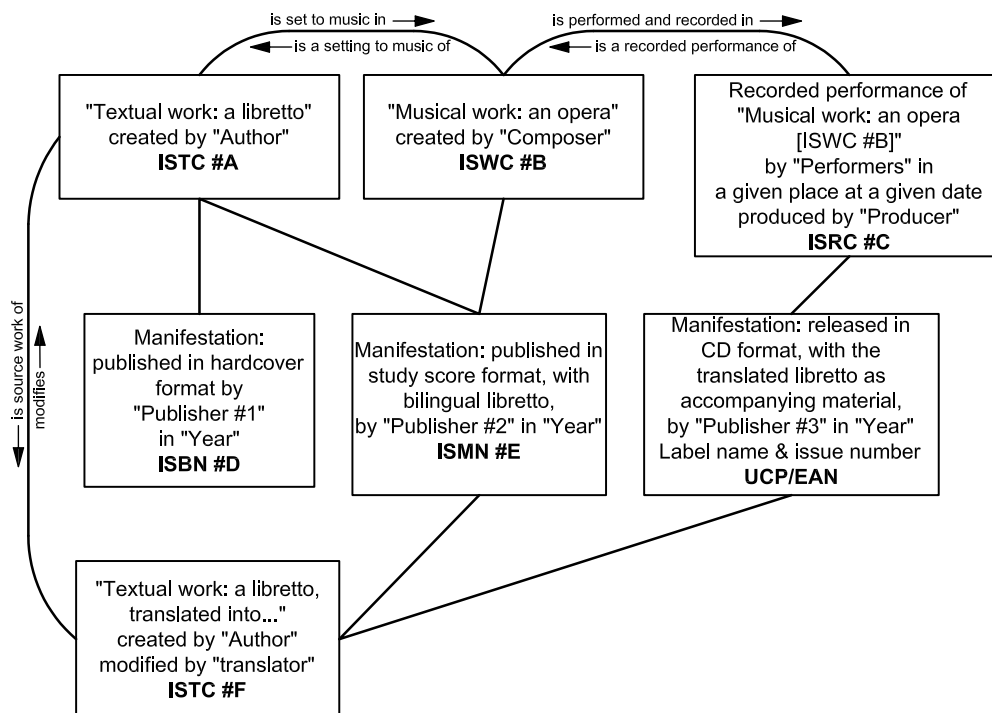 is set to music in
is a setting to music of
is performed and recorded in
is a recorded performance of
"Textual work: a libretto"
created by "Author"
ISTC #A
"Musical work: an opera"
created by "Composer"
ISWC #B
Recorded performance of
"Musical work: an opera
[ISWC #B]"
by "Performers" in
a given place at a given date
produced by "Producer"
ISRC #C
is source work of
modifies
Manifestation:
published in hardcover
format by
"Publisher #1"
in "Year"
ISBN #D
Manifestation: published in
study score format, with
bilingual libretto,
by "Publisher #2" in "Year"
ISMN #E
Manifestation: released in
CD format, with the
translated libretto as
accompanying material,
by "Publisher #3" in "Year"
Label name & issue number
UCP/EAN
"Textual work: a libretto,
translated into..."
created by "Author"
modified by "translator"
ISTC #F